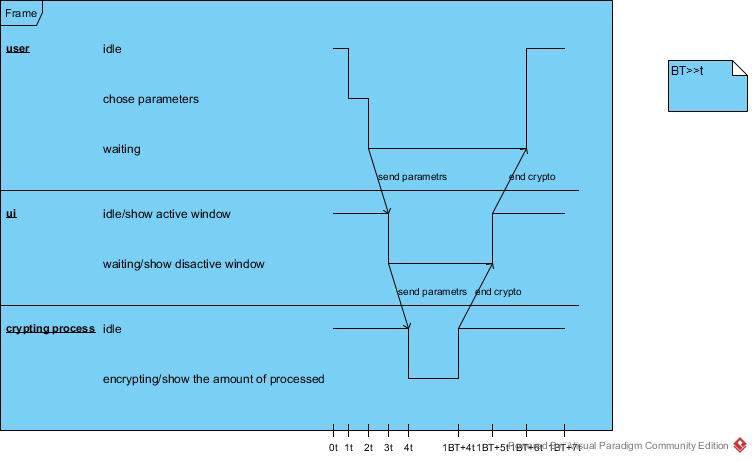 Frame
BT>>t
user idle
chose parameters
waiting
send parametrs end crypto
ui idle/show active window
waiting/show disactive window
send parametrs end crypto
crypting process idle
encrypting/show the amount of processed
0t 1t 2t 3t 4t 1BT+4t 1BT+5t 1BT+6t 1BT+7t
Powered By Visual Paradigm Community Edition